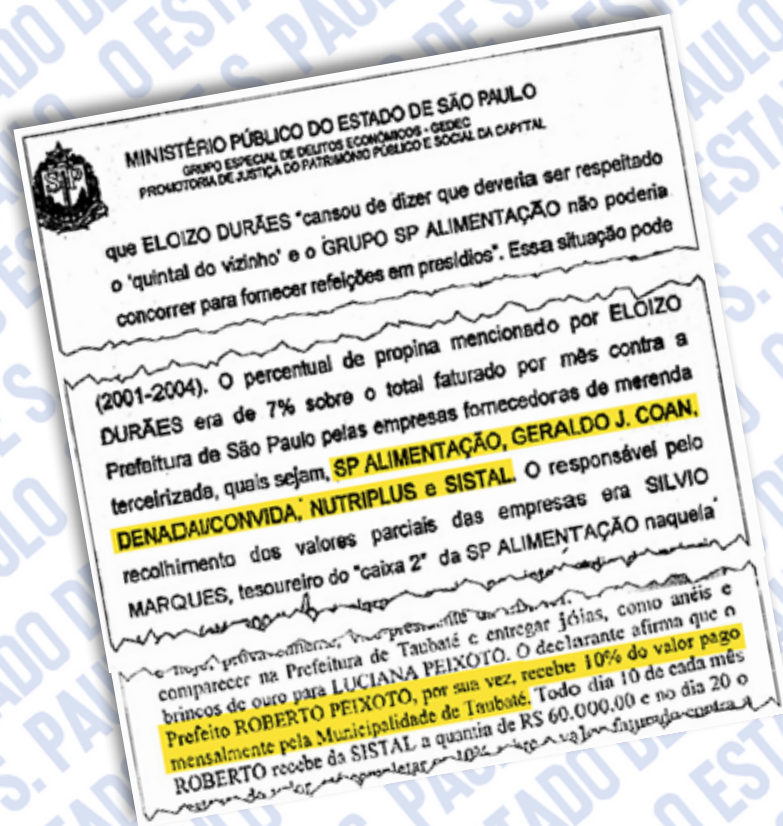 MINISTÉRIO PÚBLICO DO ESTADO DE SÃO PAULO
GRUPO ESPECIAL DE DELITOS ECONÔMICOS - GEDEC
PROMOTORIA DE JUSTIÇA DO PATRIMÔNIO PÚBLICO E SOCIAL DA CAPITAL
que ELOIZO DURÃES "cansou de dizer que deveria ser respeitado
o 'quintal do vizinho' e o GRUPO SP ALIMENTAÇÃO não poderia
concorrer para fornecer refeições em presídios". Essa situação pode
(2001-2004). O percentual de propina mencionado por ELOIZO
DURÃES era de 7% sobre o total faturado por mês contra a
Prefeitura de São Paulo pelas empresas fornecedoras de merenda
terceirizada, quais sejam, SP ALIMENTAÇÃO, GERALDO J. COAN,
DENADAI/CONVIDA, NUTRIPLUS e SISTAL. O responsável pelo
recolhimento dos valores parciais das empresas era SILVIO
MARQUES, tesoureiro do "caixa 2" da SP ALIMENTAÇÃO naquela
comparecer na Prefeitura de Taubaté e entregar jóias, como anéis e
brincos de ouro para LUCIANA PEIXOTO. O declarante afirma que o
Prefeito ROBERTO PEIXOTO, por sua vez, recebe 10% do valor pago
mensalmente pela Municipalidade de Taubaté. Todo dia 10 de cada mês
ROBERTO recebe da SISTAL a quantia de R$ 60.000,00 e no dia 20 o